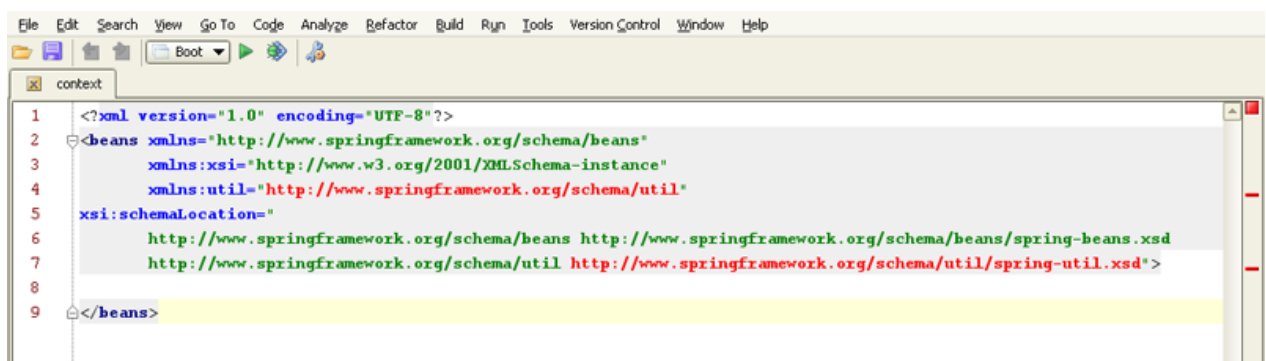 File Edit Search View Go To Code Analyze Refactor Build Run Tools Version Control Window Help
Boot
context
1 <?xml version="1.0" encoding="UTF-8"?>
2 <beans xmlns="http://www.springframework.org/schema/beans"
3 xmlns:xsi="http://www.w3.org/2001/XMLSchema-instance"
4 xmlns:util="http://www.springframework.org/schema/util"
5 xsi:schemaLocation="
6 http://www.springframework.org/schema/beans http://www.springframework.org/schema/beans/spring-beans.xsd
7 http://www.springframework.org/schema/util http://www.springframework.org/schema/util/spring-util.xsd">
8
9 </beans>